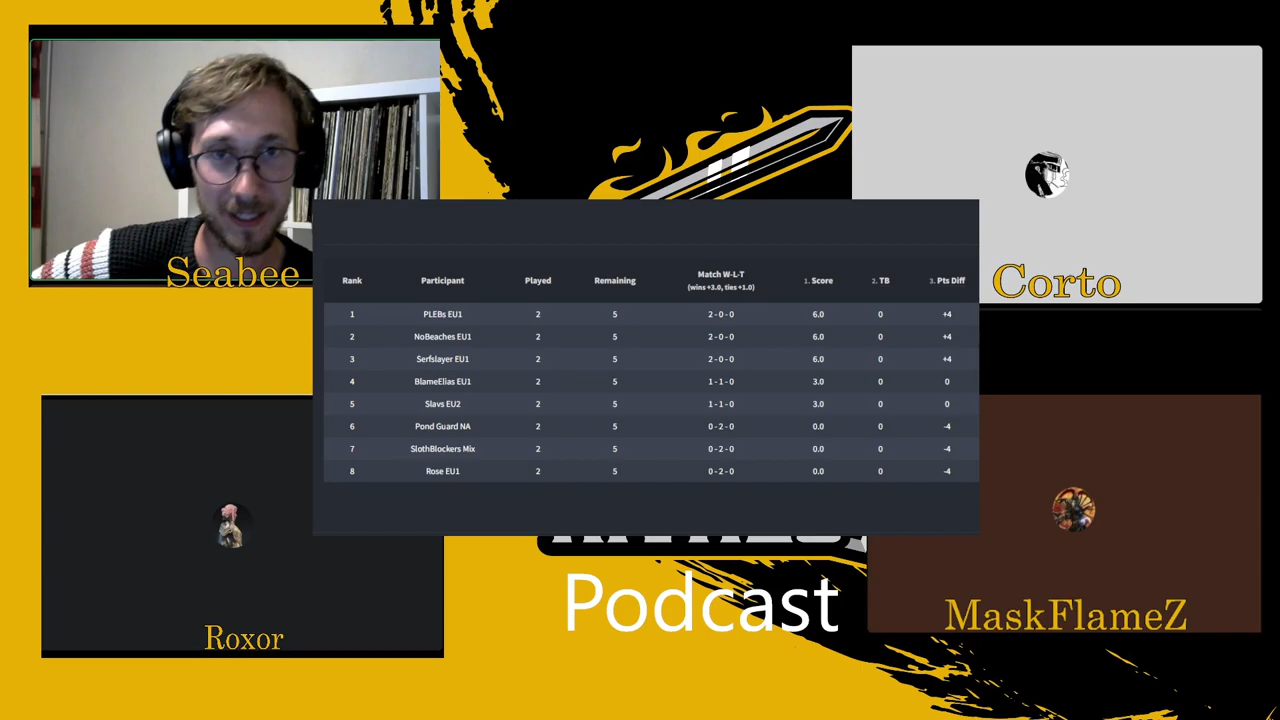 Seabee
Corto
Rank Participant Played Remaining Match W-L-T (wins +3.0, ties +1.0) 1. Score 2. TB 3. Pts Diff
1 PLEBs EU1 2 5 2 - 0 - 0 6.0 0 +4
2 NoBeaches EU1 2 5 2 - 0 - 0 6.0 0 +4
3 Serfslayer EU1 2 5 2 - 0 - 0 6.0 0 +4
4 BlameElias EU1 2 5 1 - 1 - 0 3.0 0 0
5 Slavs EU2 2 5 1 - 1 - 0 3.0 0 0
6 Pond Guard NA 2 5 0 - 2 - 0 0.0 0 -4
7 SlothBlockers Mix 2 5 0 - 2 - 0 0.0 0 -4
8 Rose EU1 2 5 0 - 2 - 0 0.0 0 -4
Podcast
Roxor
MaskFlameZ